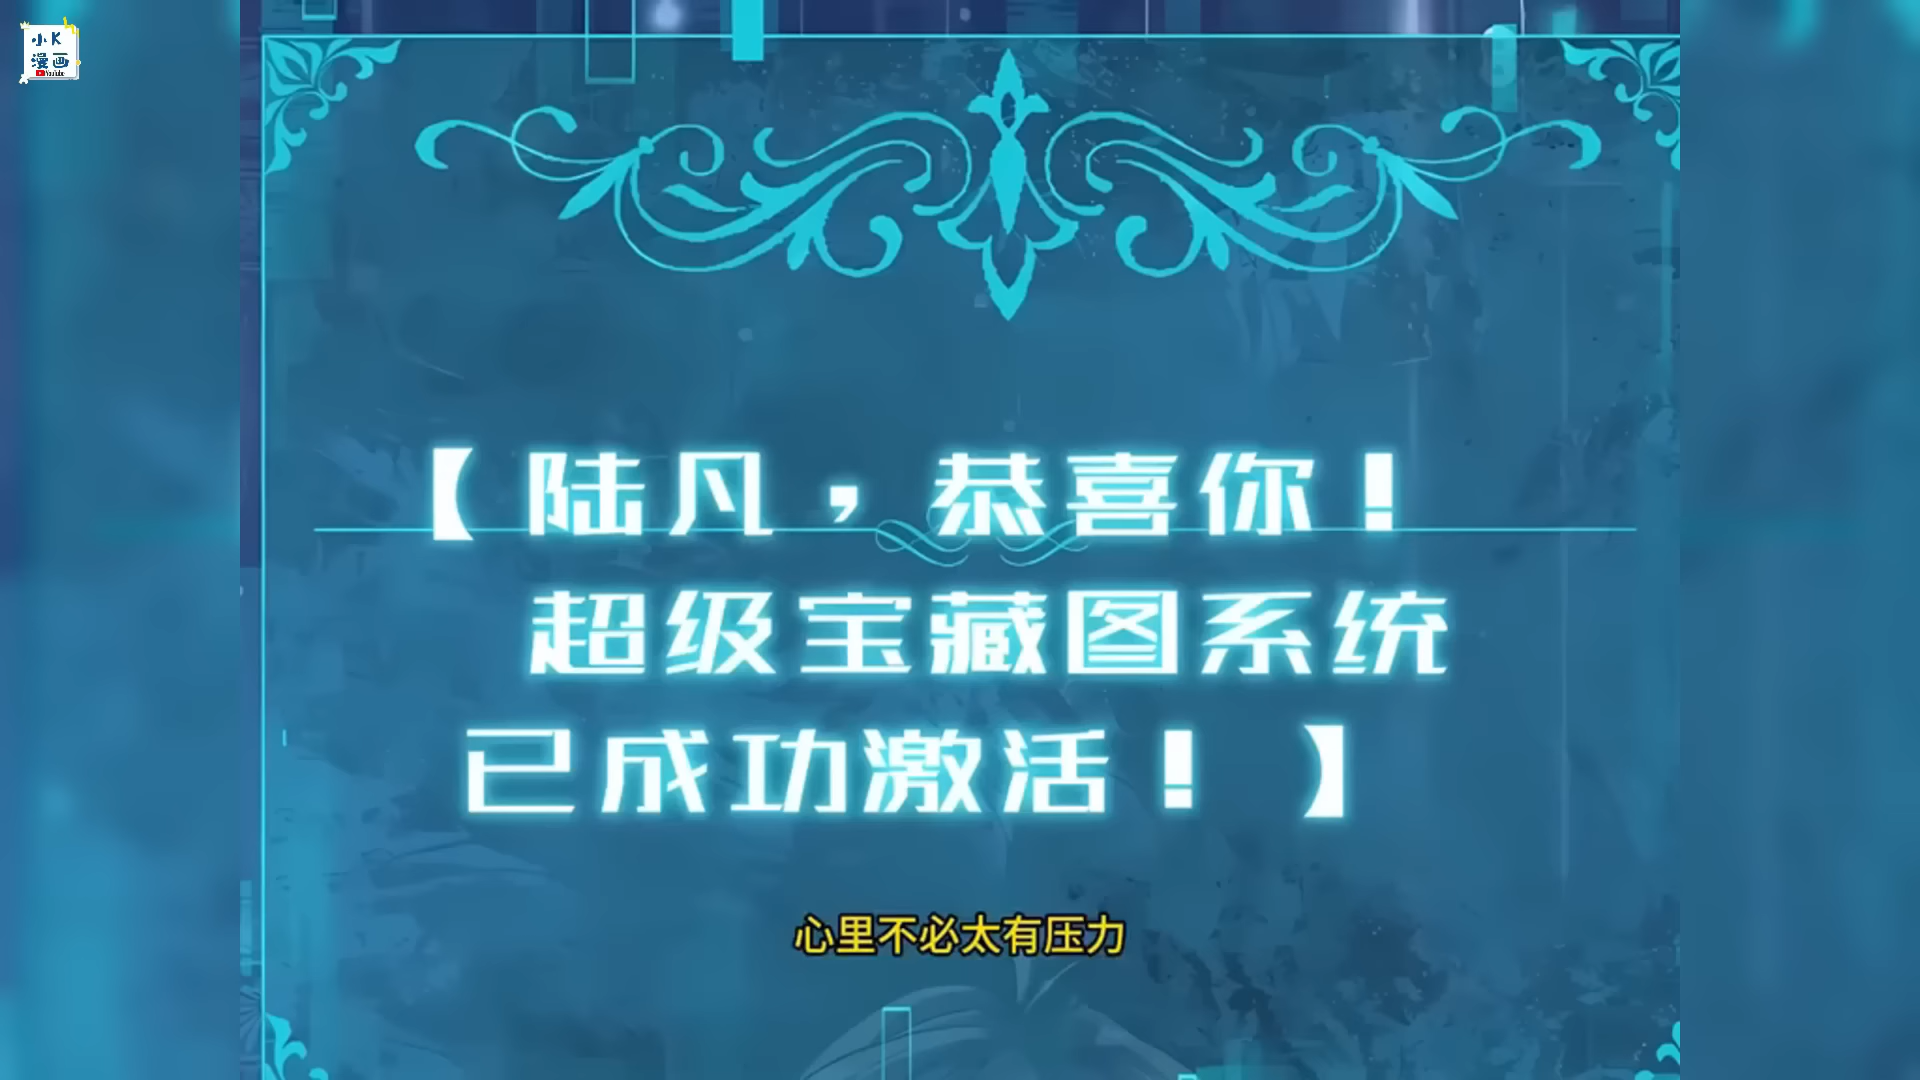 小K
漫画
YouTube
【陆凡，恭喜你！
超级宝藏图系统
已成功激活！】
心里不必太有压力